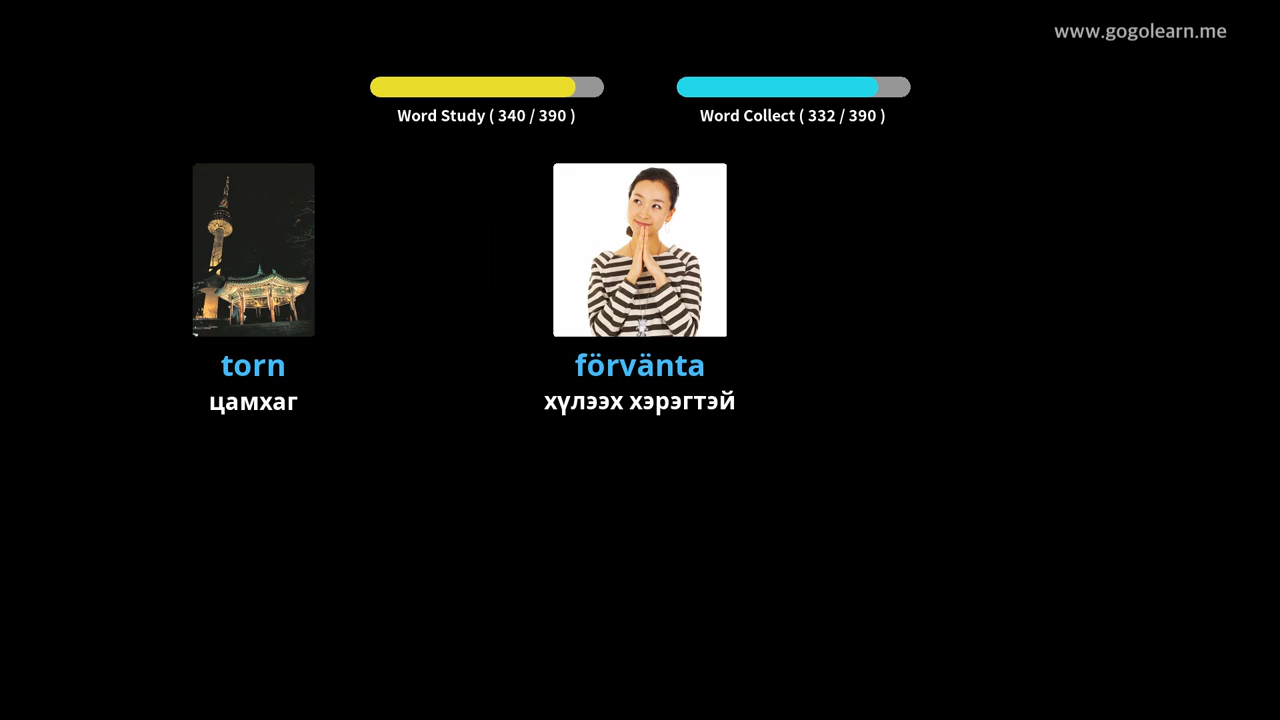 www.gogolearn.me
Word Study ( 340 / 390 )
Word Collect ( 332 / 390 )
torn
цамхаг
förvänta
хүлээх хэрэгтэй